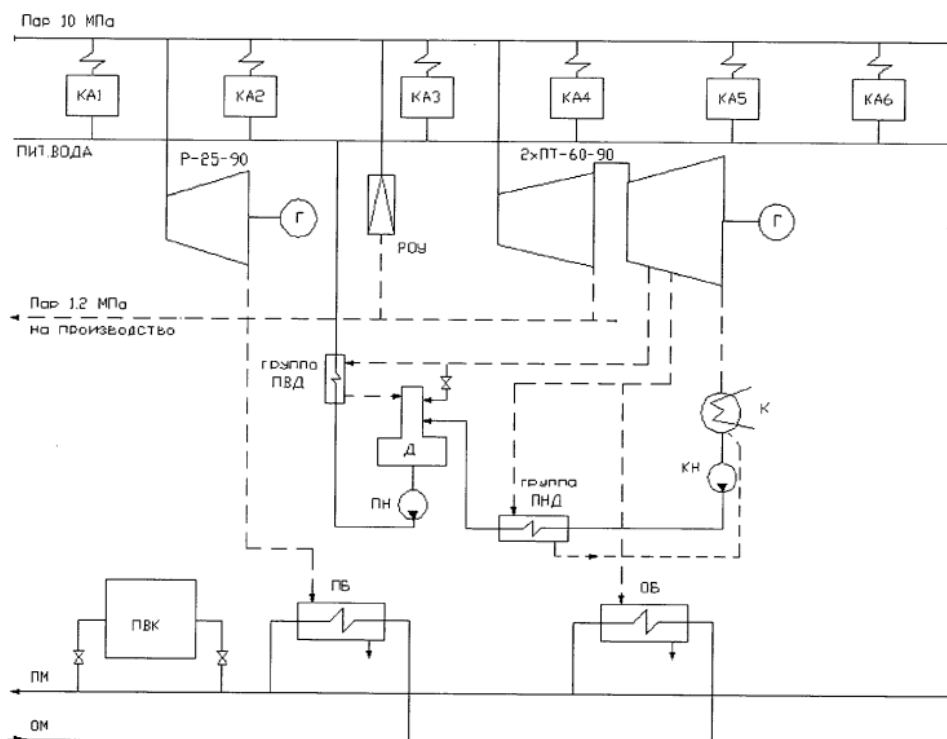 Пар 10 МПа
КА1 КА2 КА3 КА4 КА5 КА6
ПИТ.ВОДА
Р-25-90
2хПТ-60-90
Г
Г
РОУ
Пар 1.2 МПа
на производство
группа
ПВД
К
Д
КН
ПН
группа
ПНД
ПБ
ОБ
ПВК
ПМ
ОМ